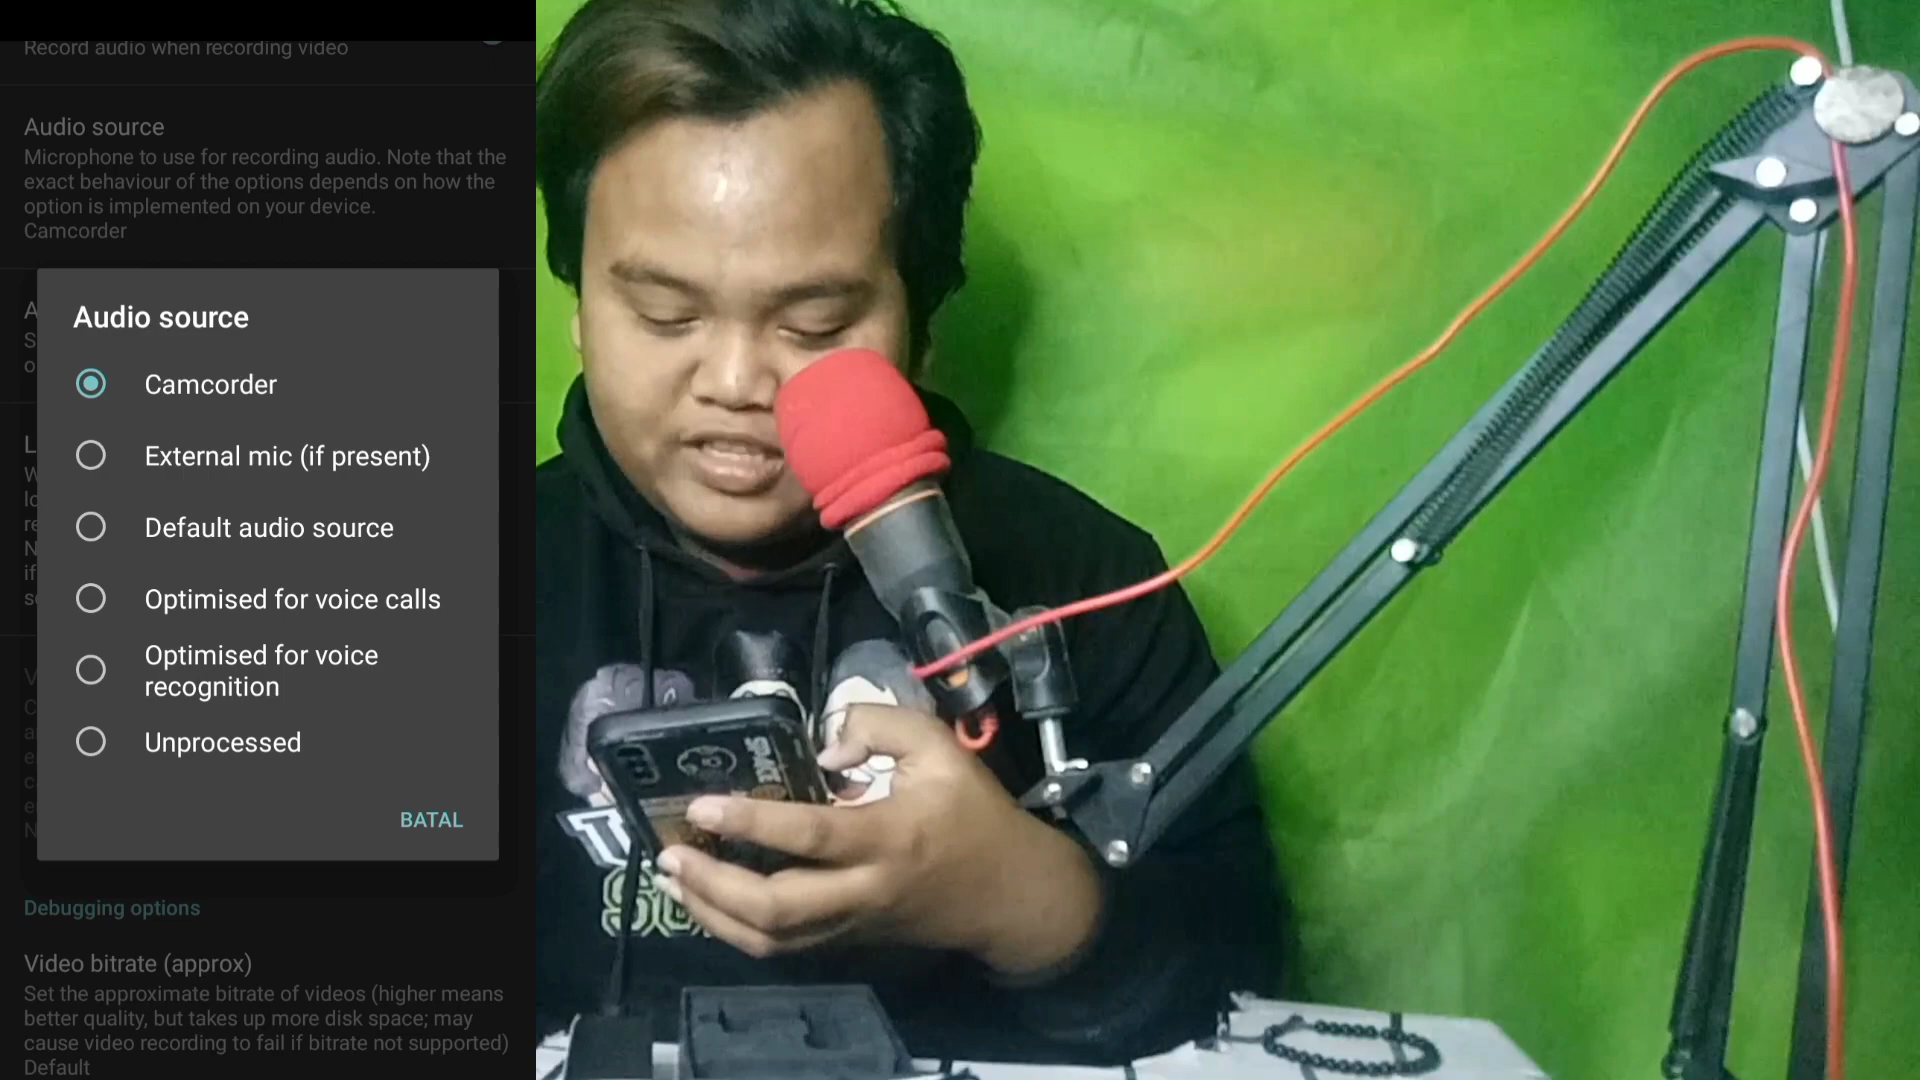 Record audio when recording video
Audio source
Microphone to use for recording audio. Note that the
exact behaviour of the options depends on how the
option is implemented on your device.
Camcorder
Audio source
Camcorder
External mic (if present)
Default audio source
Optimised for voice calls
Optimised for voice
recognition
Unprocessed
BATAL
Debugging options
Video bitrate (approx)
Set the approximate bitrate of videos (higher means
better quality, but takes up more disk space; may
cause video recording to fail if bitrate not supported)
Default